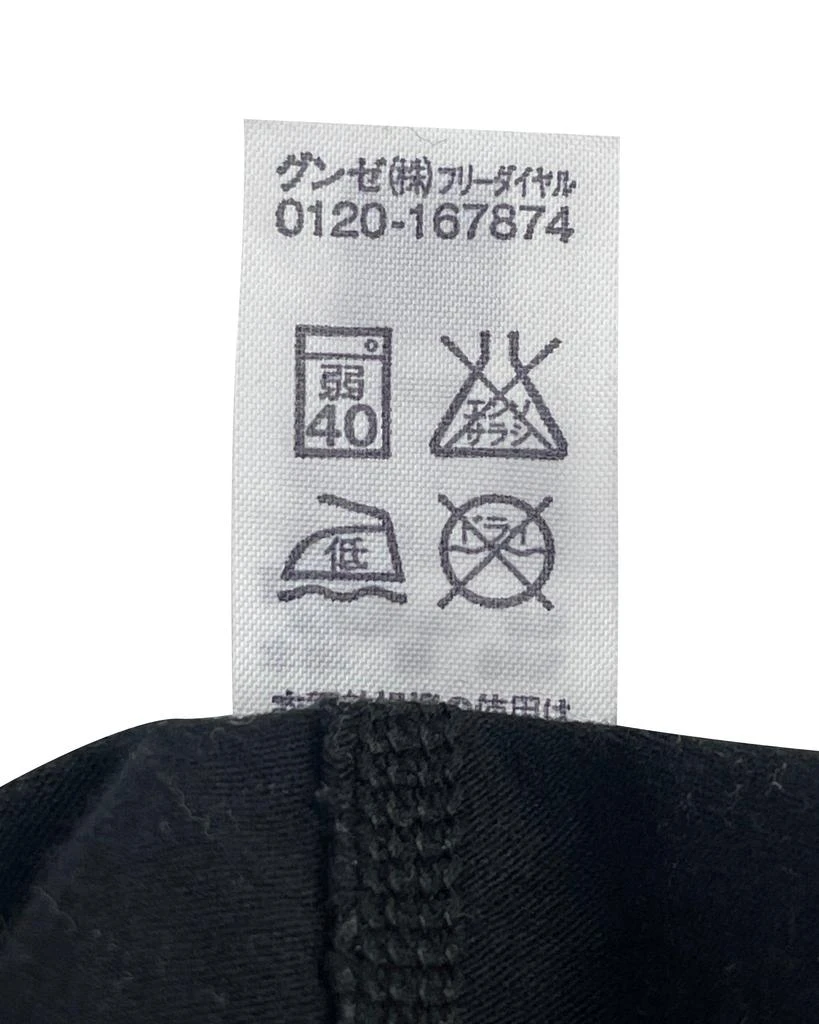 グンゼ(株)フリーダイヤル
0120-167874
弱
40
エンソ
サラシ
低
ドライ